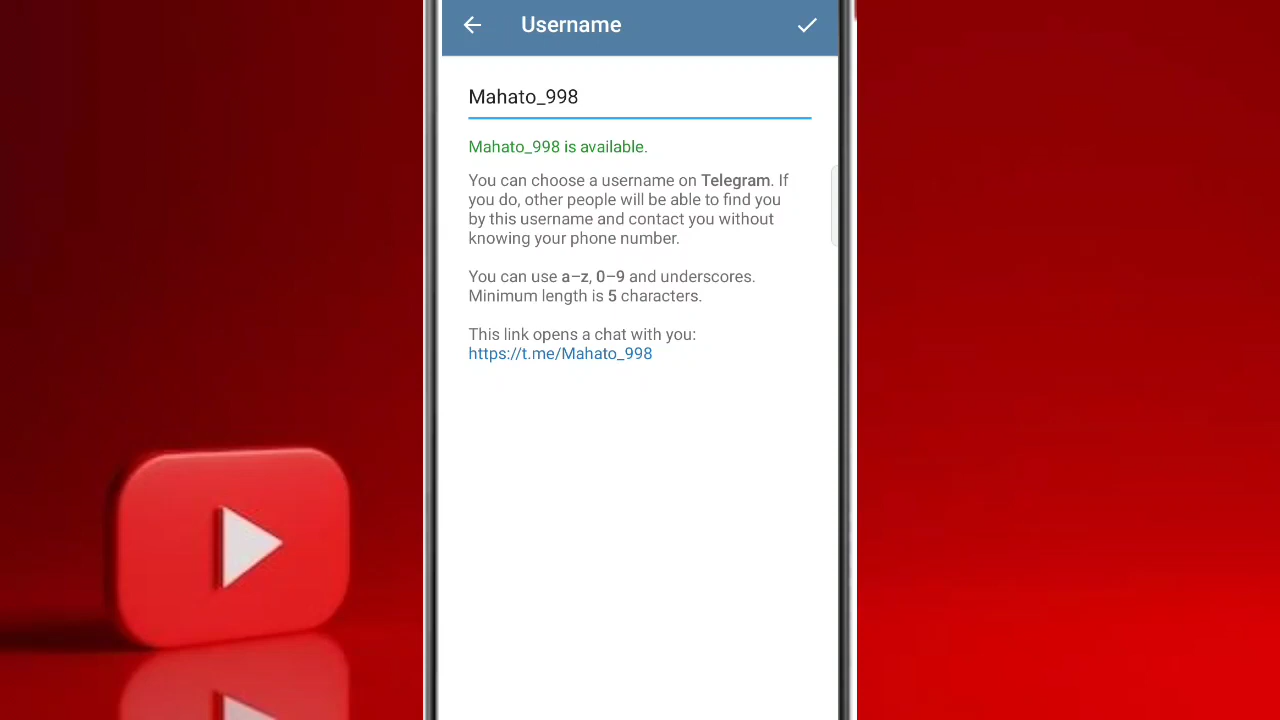 Username
Mahato_998
Mahato_998 is available.
You can choose a username on Telegram. If
you do, other people will be able to find you
by this username and contact you without
knowing your phone number.
You can use a–z, 0–9 and underscores.
Minimum length is 5 characters.
This link opens a chat with you:
https://t.me/Mahato_998